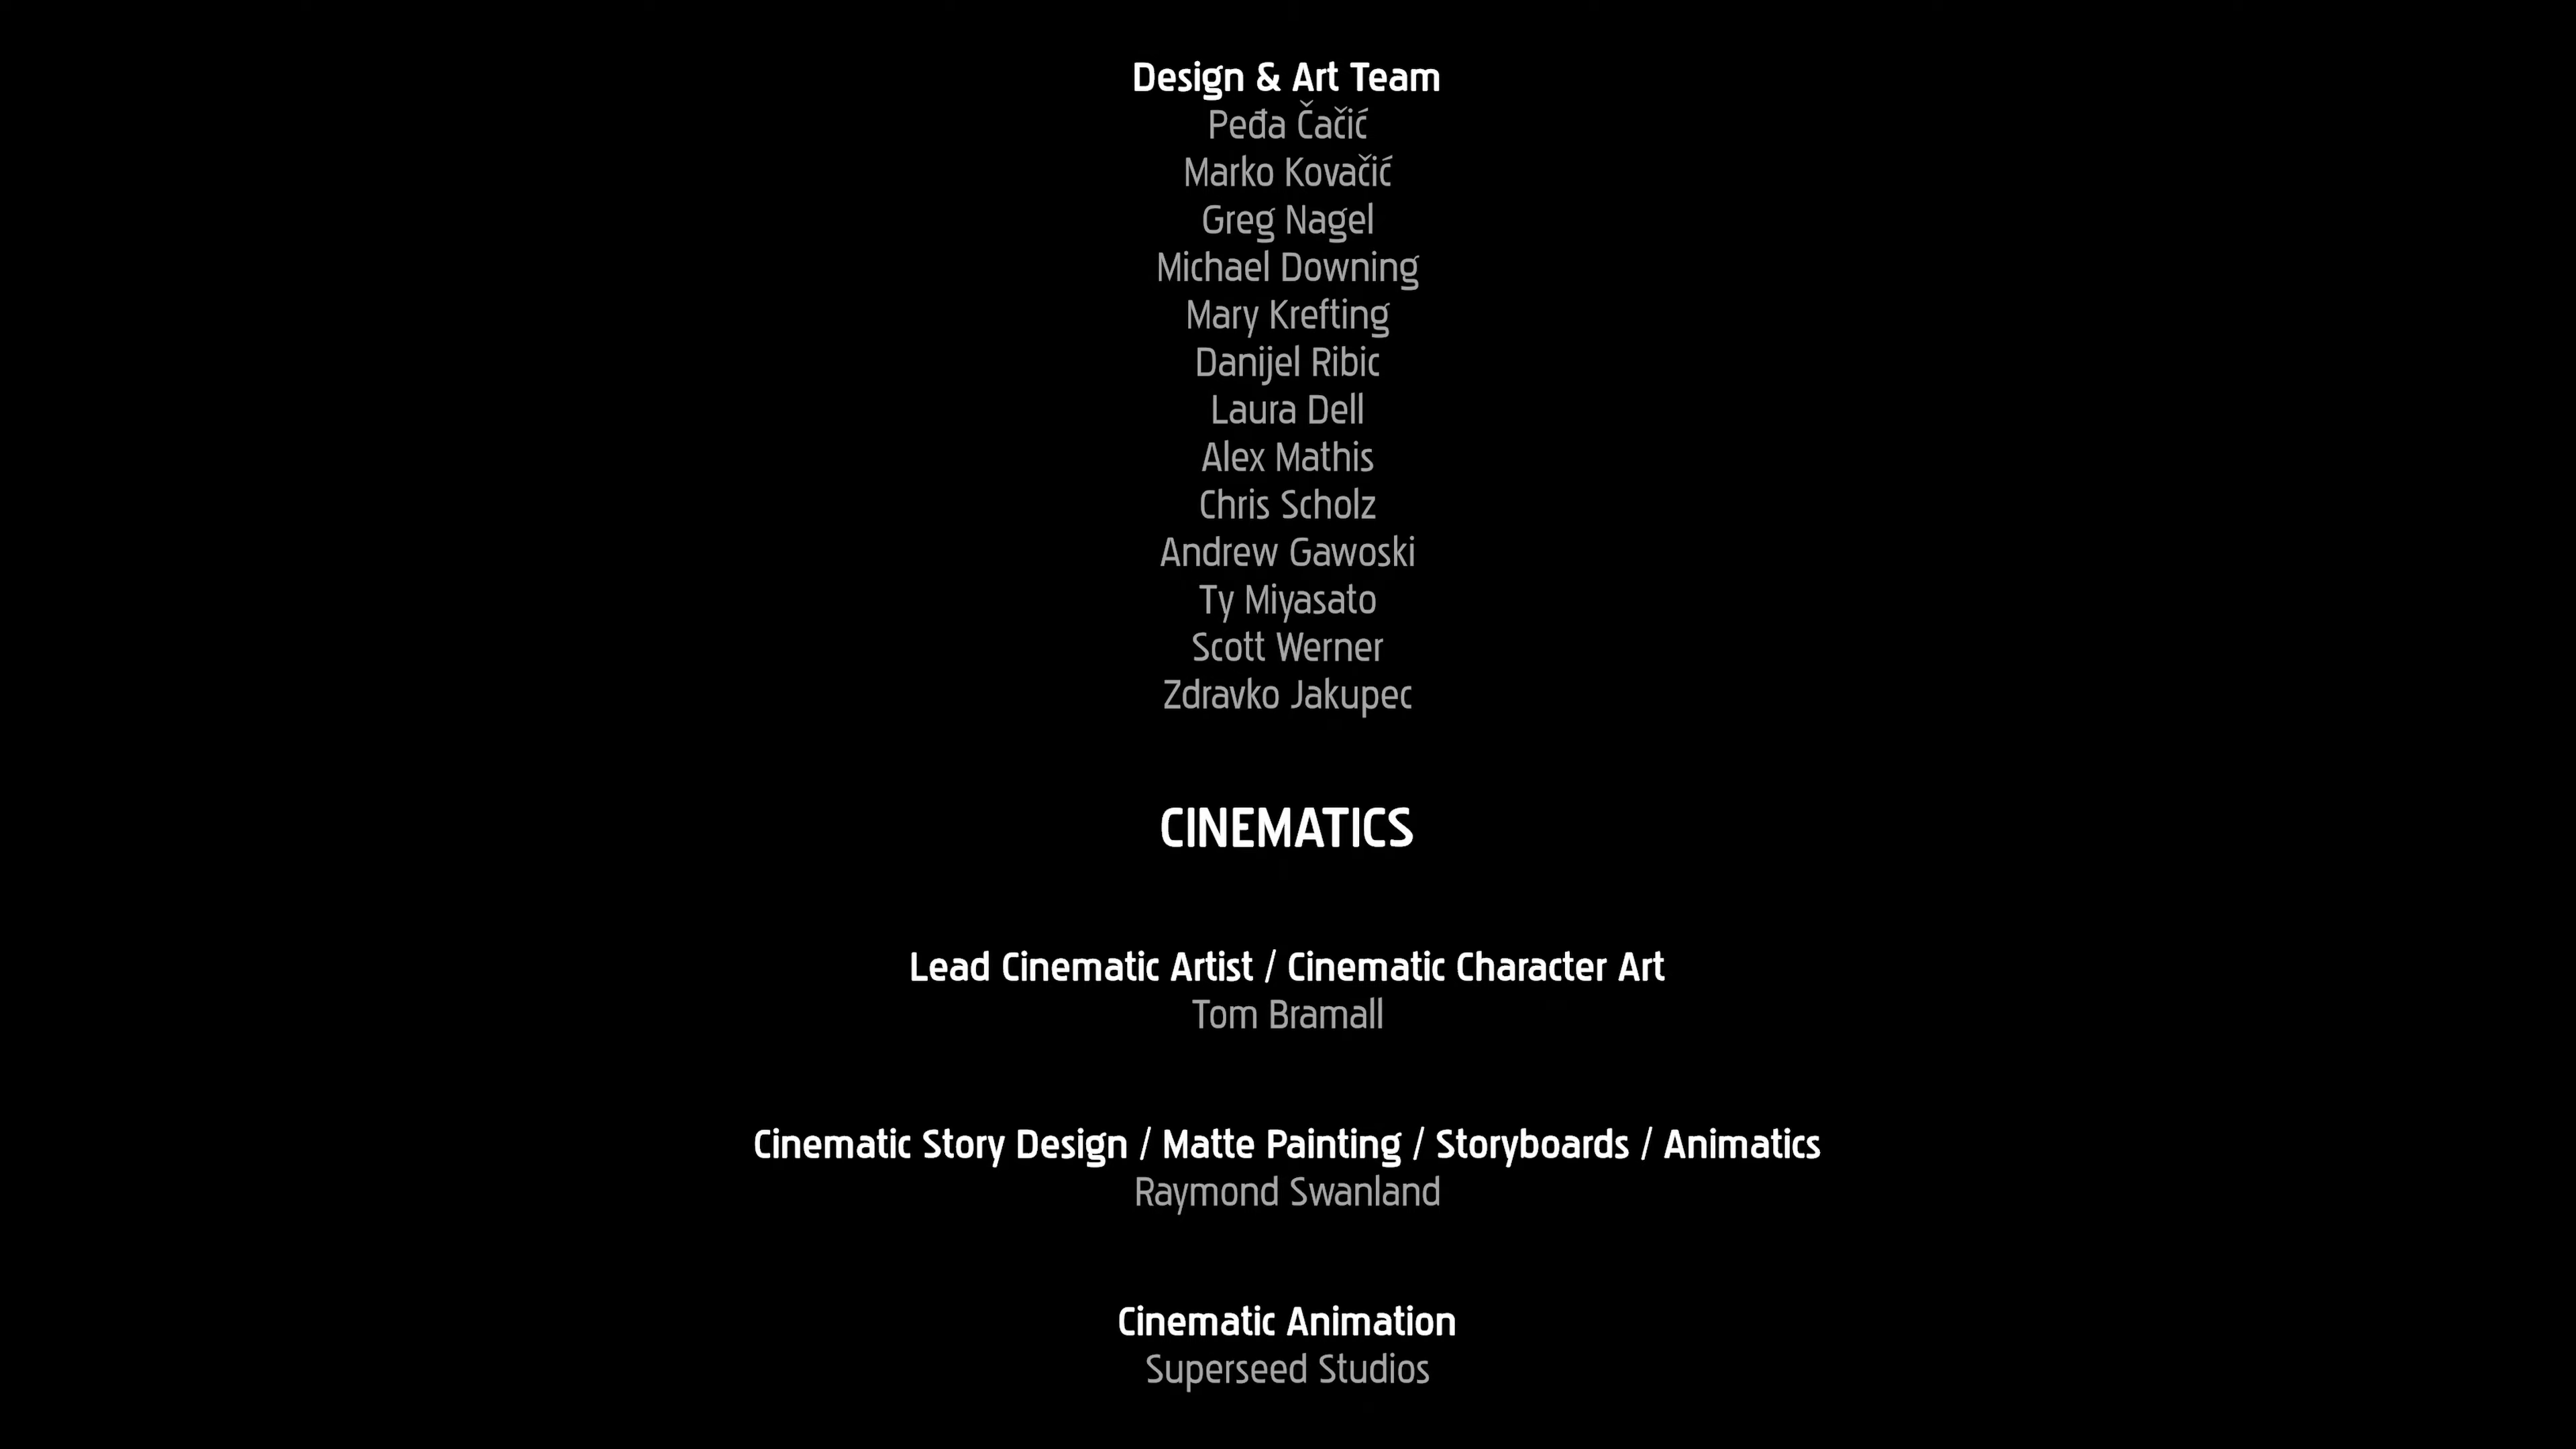 Design & Art Team
Peđa Čačić
Marko Kovačić
Greg Nagel
Michael Downing
Mary Krefting
Danijel Ribic
Laura Dell
Alex Mathis
Chris Scholz
Andrew Gawoski
Ty Miyasato
Scott Werner
Zdravko Jakupec
CINEMATICS
Lead Cinematic Artist / Cinematic Character Art
Tom Bramall
Cinematic Story Design / Matte Painting / Storyboards / Animatics
Raymond Swanland
Cinematic Animation
Superseed Studios